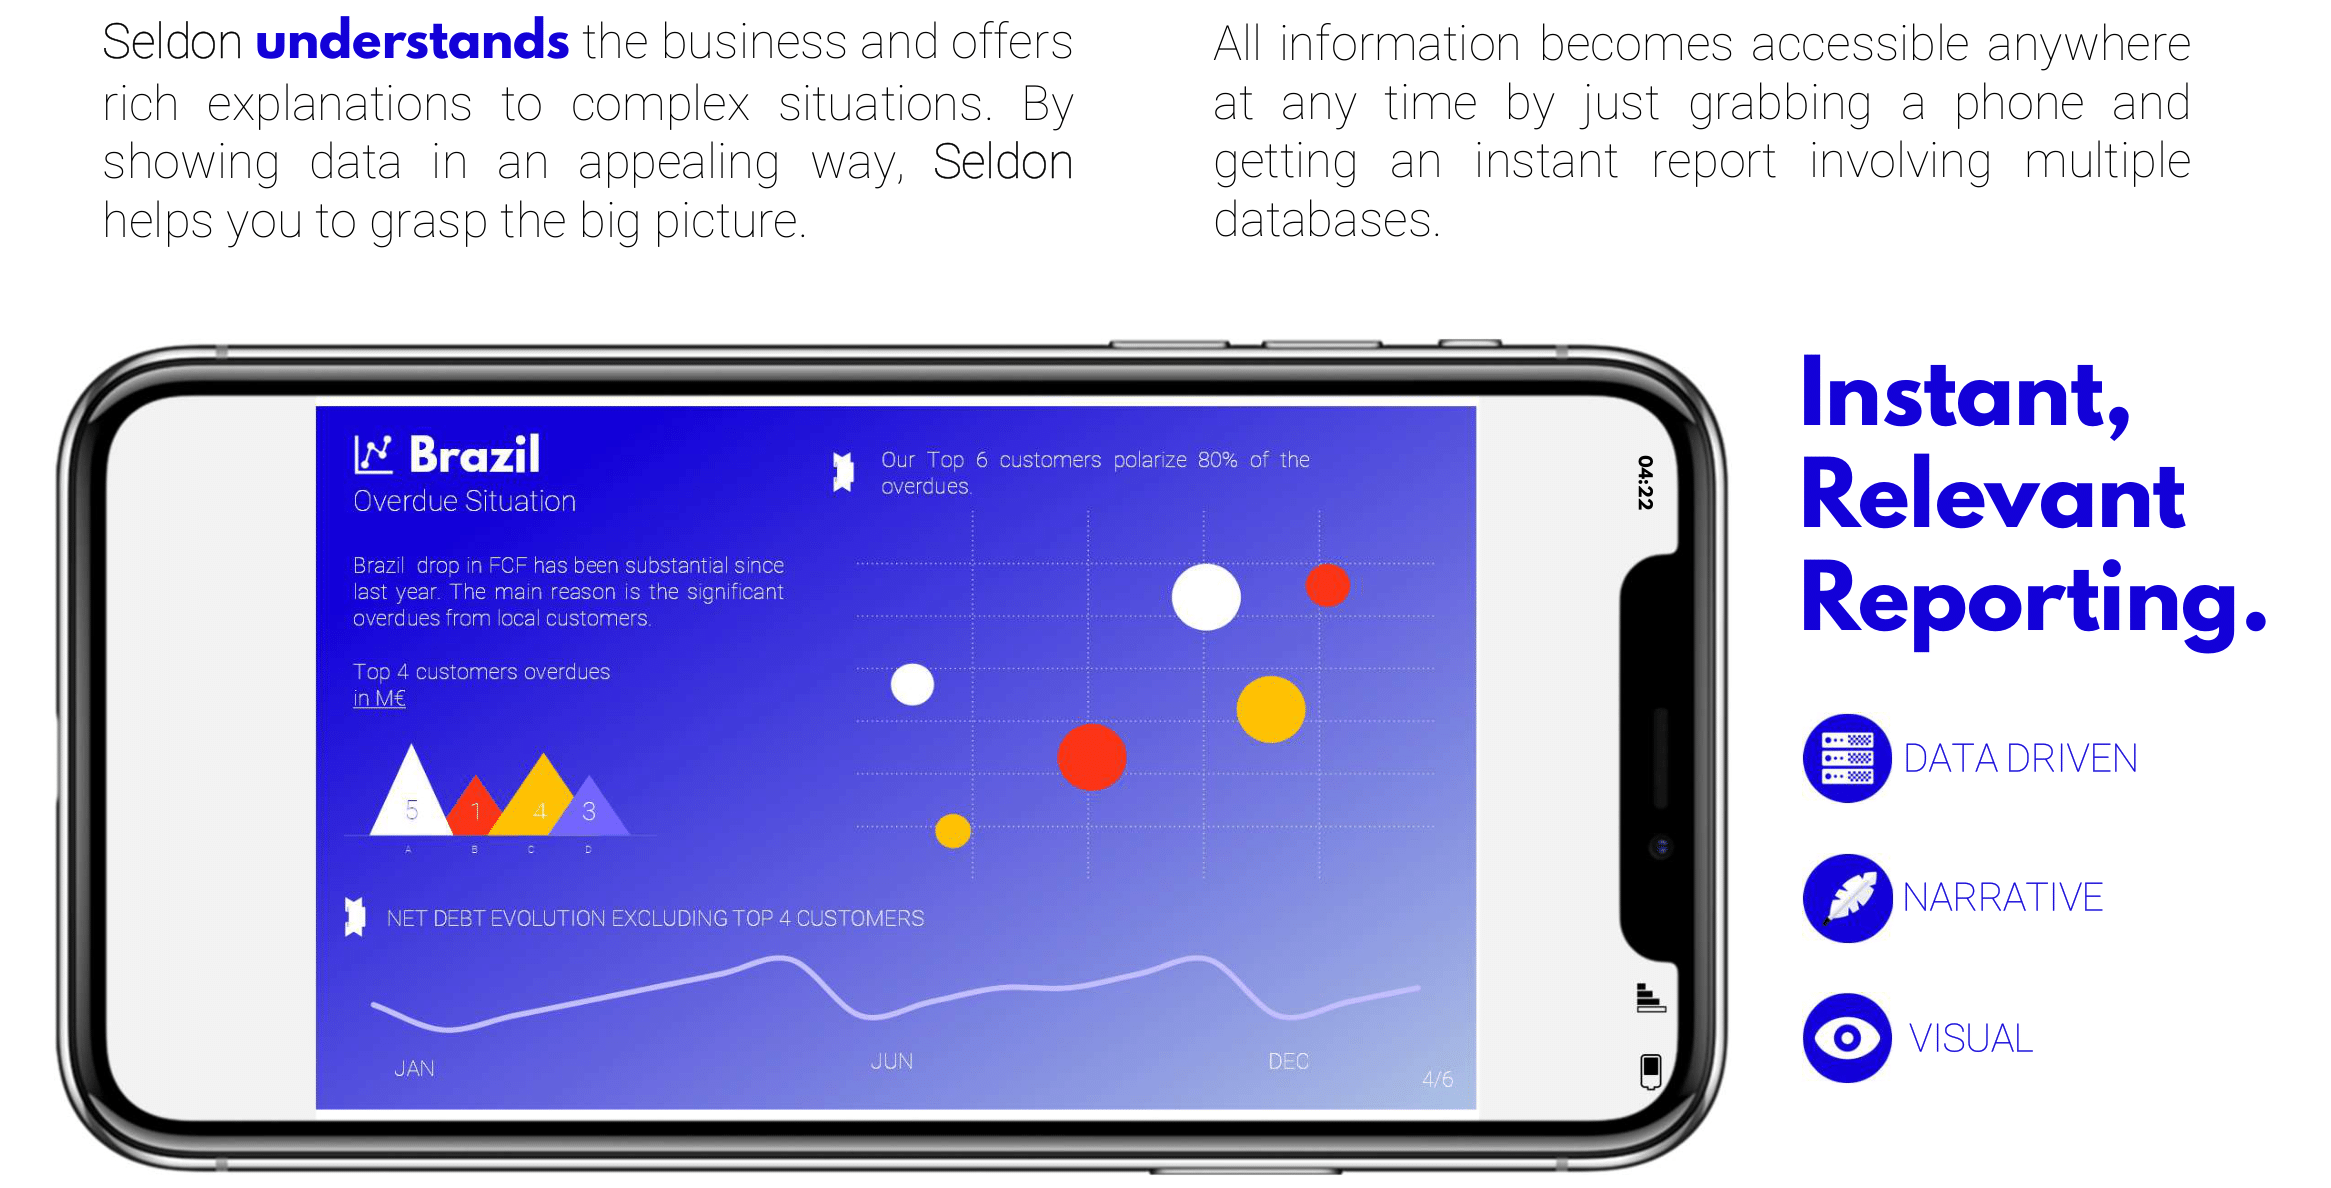 Seldon understands the business and offers
rich explanations to complex situations. By
showing data in an appealing way, Seldon
helps you to grasp the big picture.
All information becomes accessible anywhere
at any time by just grabbing a phone and
getting an instant report involving multiple
databases.
Brazil
Overdue Situation
Brazil drop in FCF has been substantial since
last year. The main reason is the significant
overdues from local customers.
Top 4 customers overdues
in M€
5 1 4 3
A B C D
Our Top 6 customers polarize 80% of the
overdues.
NET DEBT EVOLUTION EXCLUDING TOP 4 CUSTOMERS
JAN JUN DEC
4/6
04:22
Instant,
Relevant
Reporting.
DATA DRIVEN
NARRATIVE
VISUAL